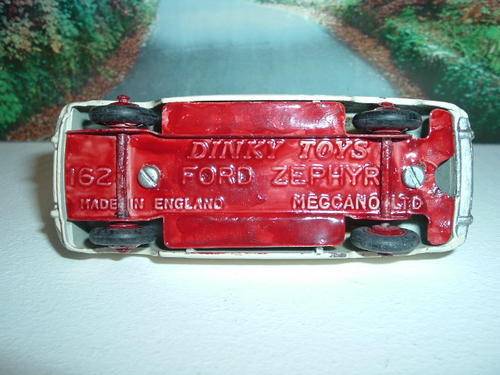 DINKY TOYS
162 FORD ZEPHYR
MADE IN ENGLAND MECCANO LTD